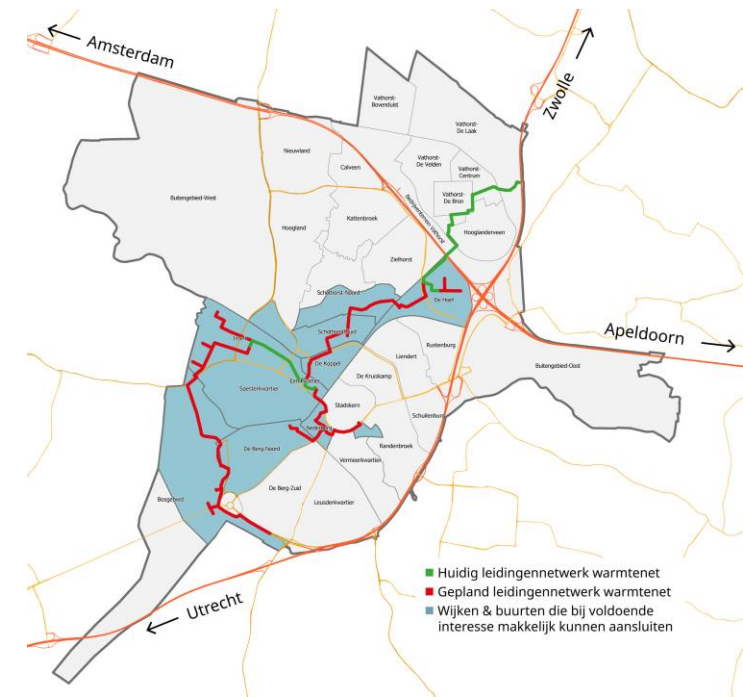 Amsterdam
Zwolle
Vathorst-
Bovenduist
Vathorst-
De Laak
Nieuwland
Calveen
Vathorst-
De Velden
Vathorst-
Centrum
Vathorst-
De Bron
Buitengebied-West
Kattenbroek
Bedrijventerrein Vathorst
Hooglanderveen
Hoogland
Zielhorst
Schothorst-Noord
De Hoef
Schothorst-Zuid
Apeldoorn
Rustenburg
Liendert
De Koppel
Buitengebied-Oost
De Kruiskamp
Soesterkwartier
Stadskern
Schuilenburg
Randenbroek
De Berg-Noord
Vermeerkwartier
De Berg-Zuid
Leusderkwartier
Bosgebied
Huidig leidingennetwerk warmtenet
Gepland leidingennetwerk warmtenet
Wijken & buurten die bij voldoende
interesse makkelijk kunnen aansluiten
Utrecht